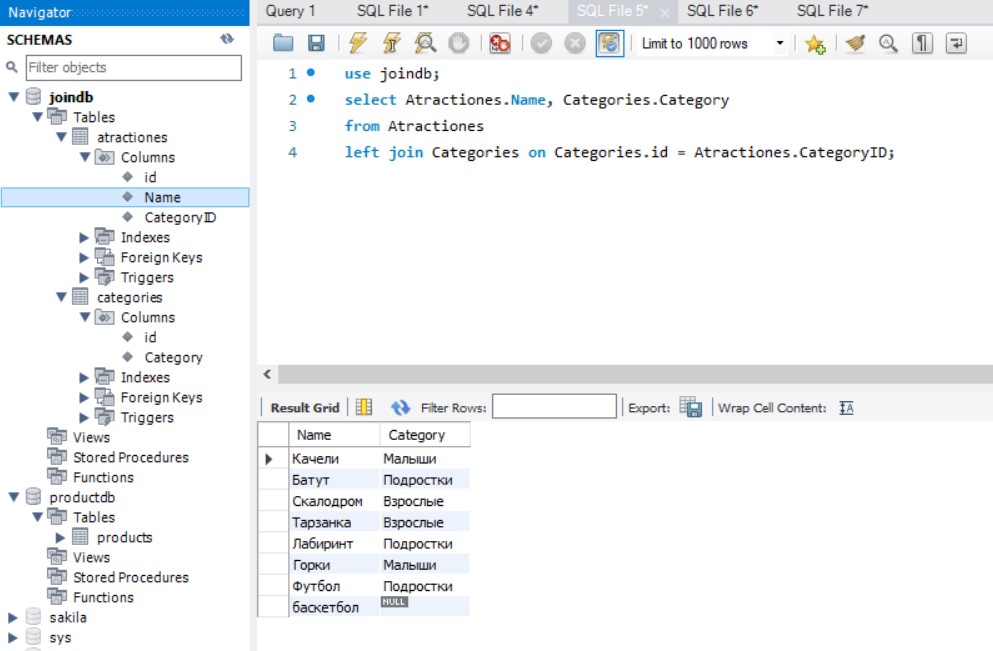 Navigator
SCHEMAS
Filter objects
joindb
Tables
atractiones
Columns
id
Name
CategoryID
Indexes
Foreign Keys
Triggers
categories
Columns
id
Category
Indexes
Foreign Keys
Triggers
Views
Stored Procedures
Functions
productdb
Tables
products
Views
Stored Procedures
Functions
sakila
sys
Query 1 SQL File 1* SQL File 4* SQL File 5* SQL File 6* SQL File 7*
Limit to 1000 rows
1 use joindb;
2 select Atractiones.Name, Categories.Category
3 from Atractiones
4 left join Categories on Categories.id = Atractiones.CategoryID;
Result Grid Filter Rows: Export: Wrap Cell Content:
Name Category
Качели Малыши
Батут Подростки
Скалодром Взрослые
Тарзанка Взрослые
Лабиринт Подростки
Горки Малыши
Футбол Подростки
баскетбол NULL